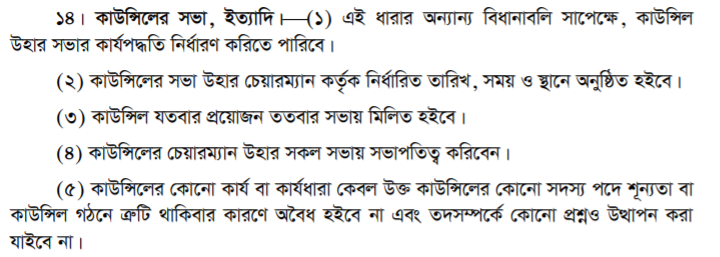 ১৪। কাউন্সিলের সভা, ইত্যাদি।—(১) এই ধারার অন্যান্য বিধানাবলি সাপেক্ষে, কাউন্সিল
উহার সভার কার্যপদ্ধতি নির্ধারণ করিতে পারিবে।
(২) কাউন্সিলের সভা উহার চেয়ারম্যান কর্তৃক নির্ধারিত তারিখ, সময় ও স্থানে অনুষ্ঠিত হইবে।
(৩) কাউন্সিল যতবার প্রয়োজন ততবার সভায় মিলিত হইবে।
(৪) কাউন্সিলের চেয়ারম্যান উহার সকল সভায় সভাপতিত্ব করিবেন।
(৫) কাউন্সিলের কোনো কার্য বা কার্যধারা কেবল উক্ত কাউন্সিলের কোনো সদস্য পদে শূন্যতা বা
কাউন্সিল গঠনে ত্রুটি থাকিবার কারণে অবৈধ হইবে না এবং তদসম্পর্কে কোনো প্রশ্নও উত্থাপন করা
যাইবে না।